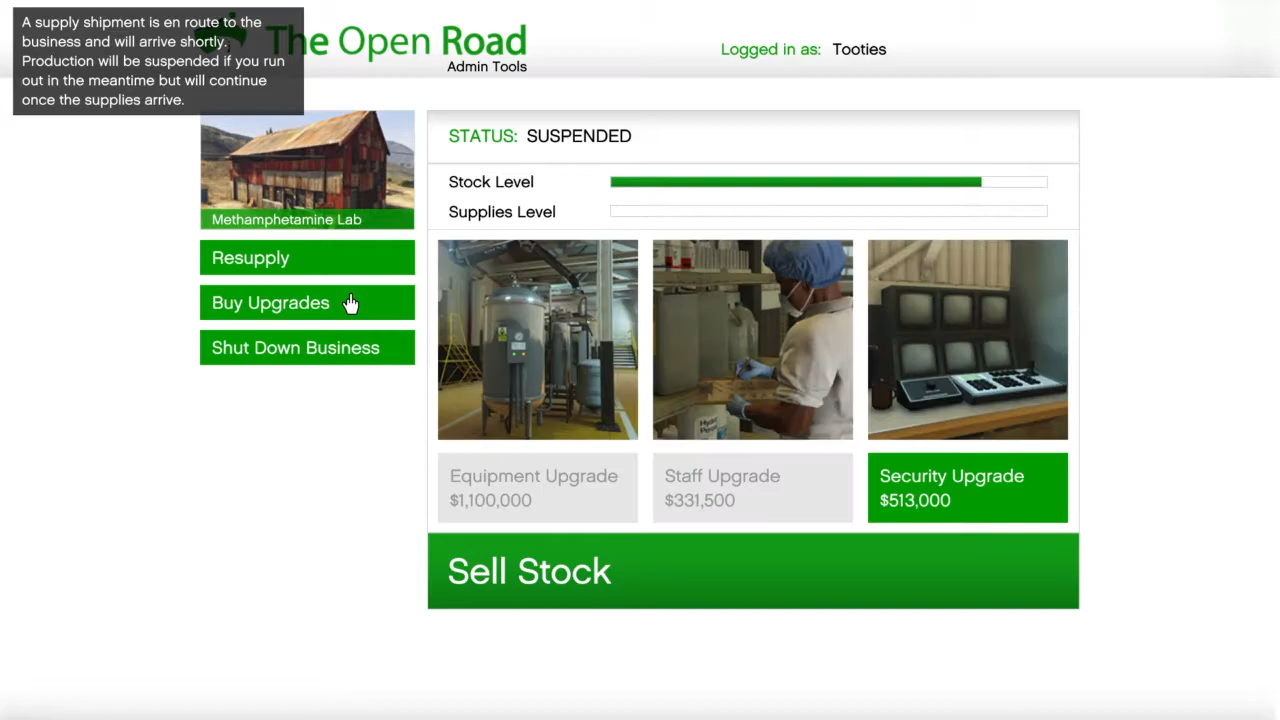 A supply shipment is en route to the
business and will arrive shortly.
Production will be suspended if you run
out in the meantime but will continue
once the supplies arrive.
The Open Road
Admin Tools
Logged in as: Tooties
Methamphetamine Lab
Resupply
Buy Upgrades
Shut Down Business
STATUS: SUSPENDED
Stock Level
Supplies Level
Equipment Upgrade
$1,100,000
Staff Upgrade
$331,500
Security Upgrade
$513,000
Sell Stock